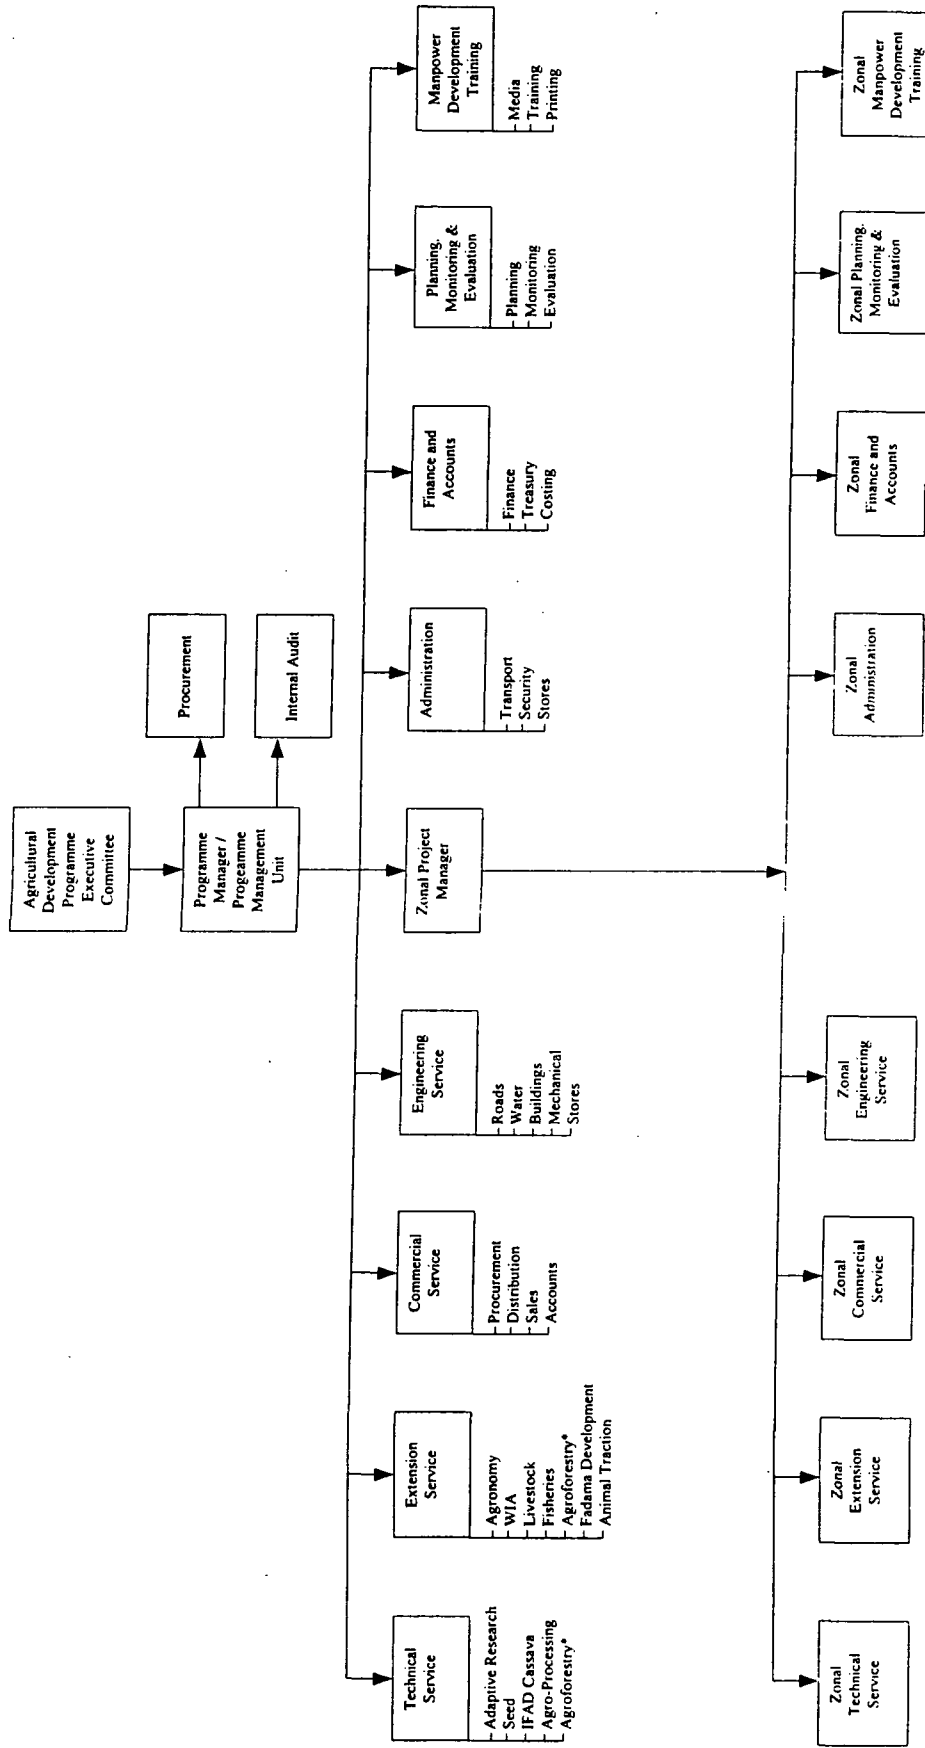 Agricultural
Development
Programme
Executive
Committee
Programme
Manager /
Progeamme
Management
Unit
Procurement
Internal Audit
Technical
Service
Adaptive Research
Seed
IFAD Cassava
Agro-Processing
Agroforestry*
Extension
Service
Agronomy
WIA
Livestock
Fisheries
Agroforestry*
Fadama Development
Animal Traction
Commercial
Service
Procurement
Distribution
Sales
Accounts
Engineering
Service
Roads
Water
Buildings
Mechanical
Stores
Zonal Project
Manager
Administration
Transport
Security
Stores
Finance and
Accounts
Finance
Treasury
Costing
Planning,
Monitoring &
Evaluation
Planning
Monitoring
Evaluation
Manpower
Development
Training
Media
Training
Printing
Zonal
Technical
Service
Zonal
Extension
Service
Zonal
Commercial
Service
Zonal
Engineering
Service
Zonal
Administration
Zonal
Finance and
Accounts
Zonal Planning,
Monitoring &
Evaluation
Zonal
Manpower
Development
Training